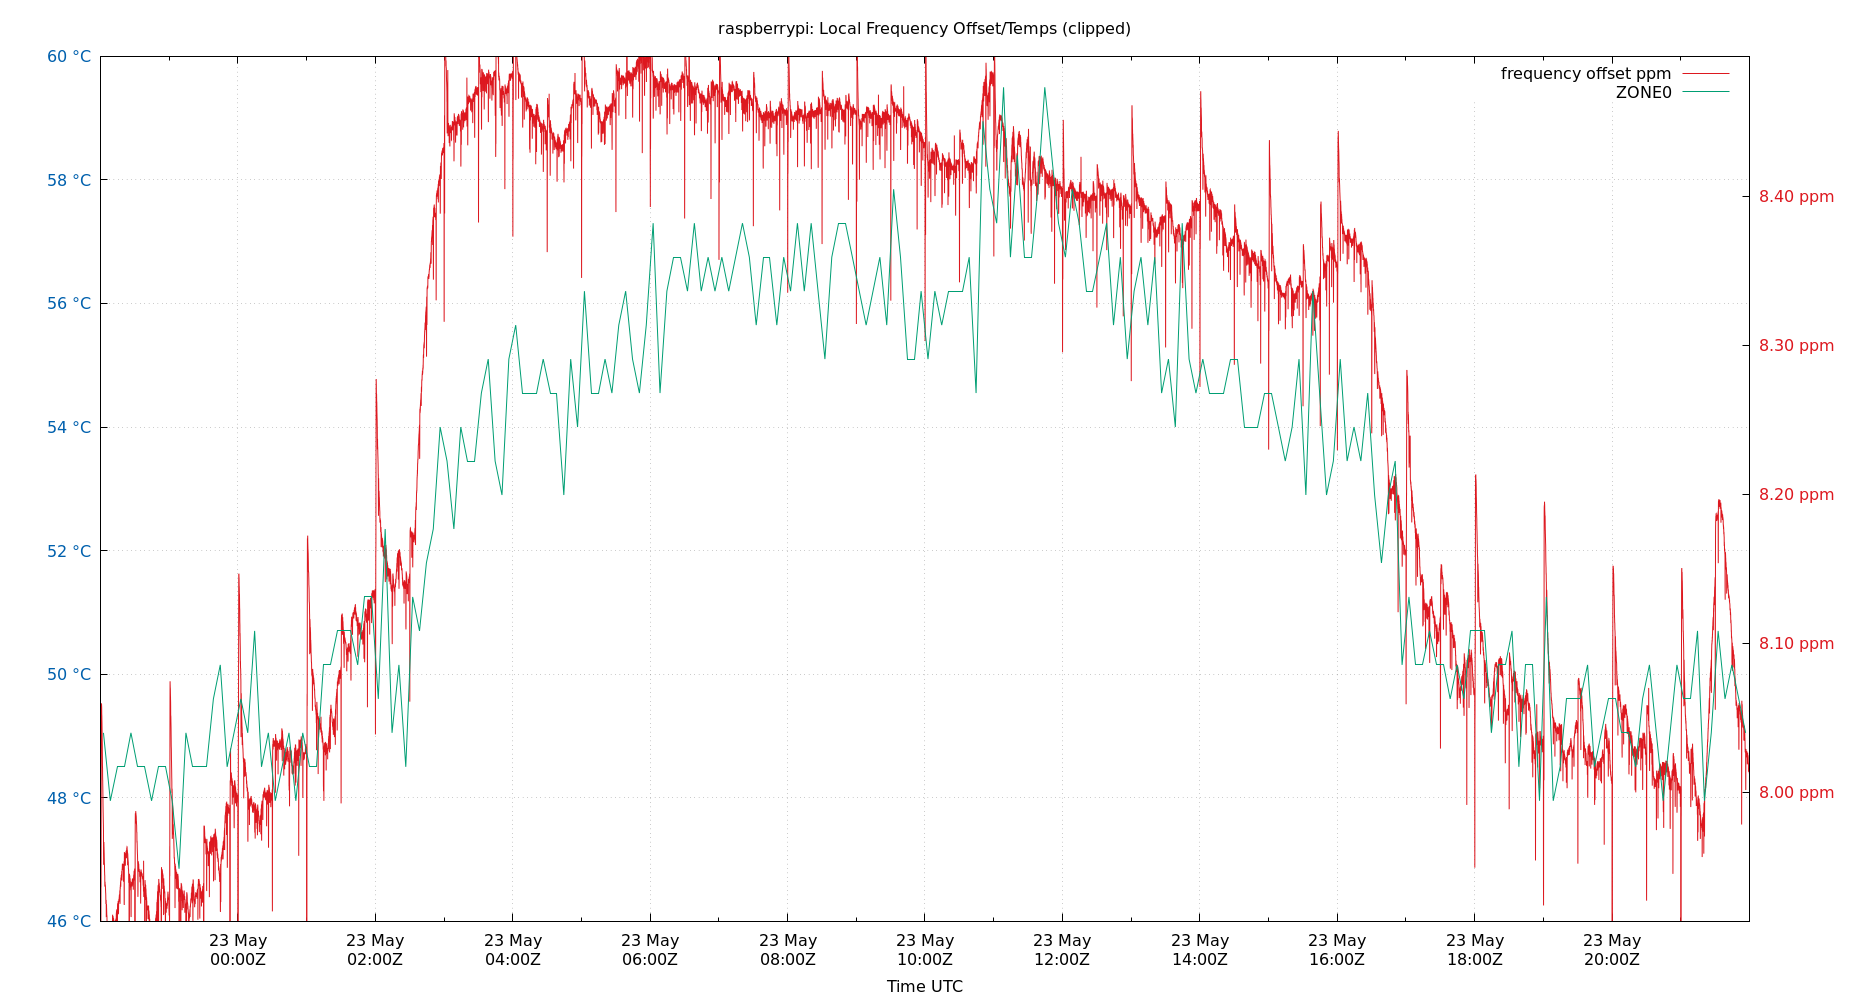 raspberrypi: Local Frequency Offset/Temps (clipped)
frequency offset ppm
ZONE0
60 °C
58 °C
56 °C
54 °C
52 °C
50 °C
48 °C
46 °C
8.40 ppm
8.30 ppm
8.20 ppm
8.10 ppm
8.00 ppm
23 May
00:00Z
23 May
02:00Z
23 May
04:00Z
23 May
06:00Z
23 May
08:00Z
23 May
10:00Z
23 May
12:00Z
23 May
14:00Z
23 May
16:00Z
23 May
18:00Z
23 May
20:00Z
Time UTC